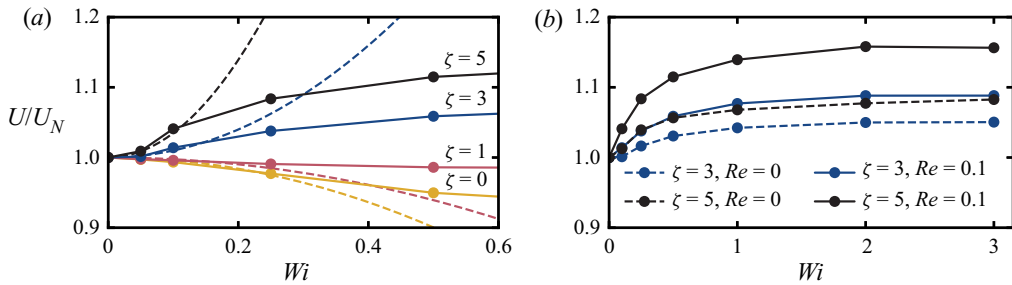 (a)
1.2
1.1
1.0
0.9
U/U_N
ζ = 5
ζ = 3
ζ = 1
ζ = 0
0
0.2
0.4
0.6
Wi
(b)
1.2
1.1
1.0
0.9
ζ = 3, Re = 0
ζ = 3, Re = 0.1
ζ = 5, Re = 0
ζ = 5, Re = 0.1
0
1
2
3
Wi